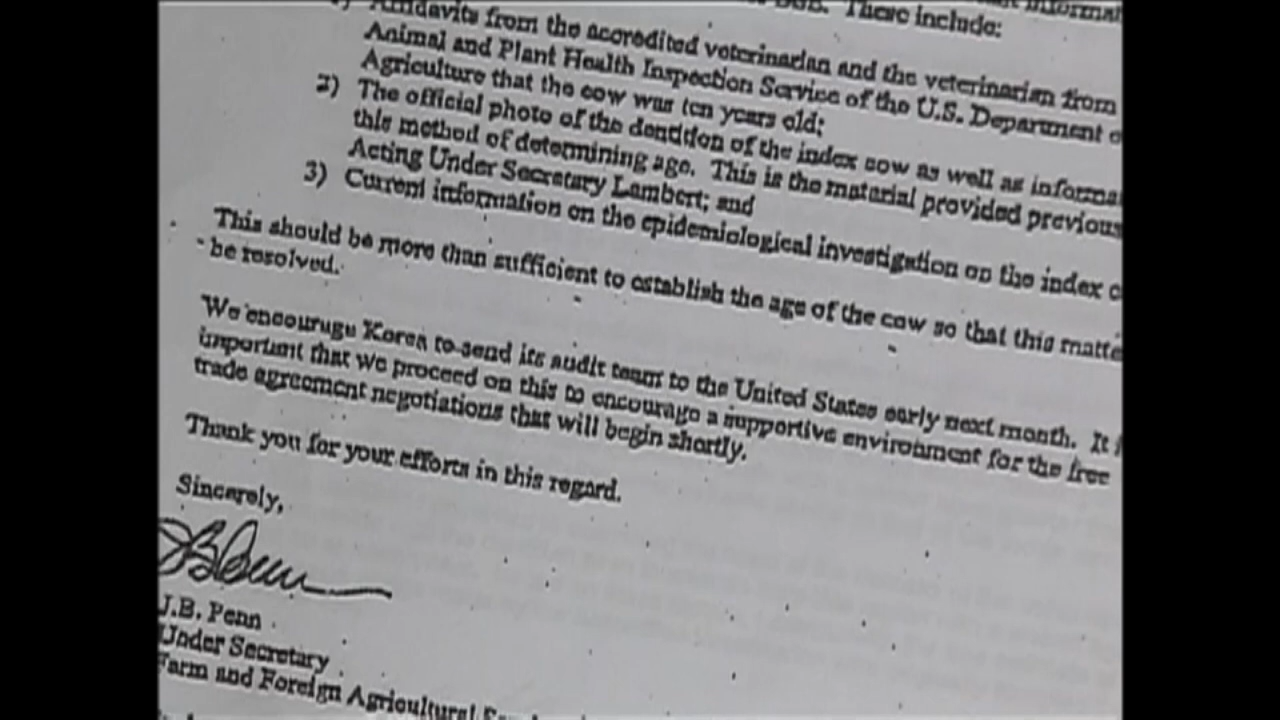 These include:
Affidavits from the accredited veterinarian and the veterinarian from
Animal and Plant Health Inspection Service of the U.S. Department
Agriculture that the cow was ten years old;
2) The official photo of the dentition of the index cow as well as
this method of determining age. This is the material provided
Acting Under Secretary Lambert; and
3) Current information on the epidemiological investigation on the index
This should be more than sufficient to establish the age of the cow so that this
be resolved.
We encourage Korea to send its audit team to the United States early next month. It
important that we proceed on this to encourage a supportive environment for the free
trade agreement negotiations that will begin shortly.
Thank you for your efforts in this regard.
Sincerely,
J.B. Penn
Under Secretary
Farm and Foreign Agricultural